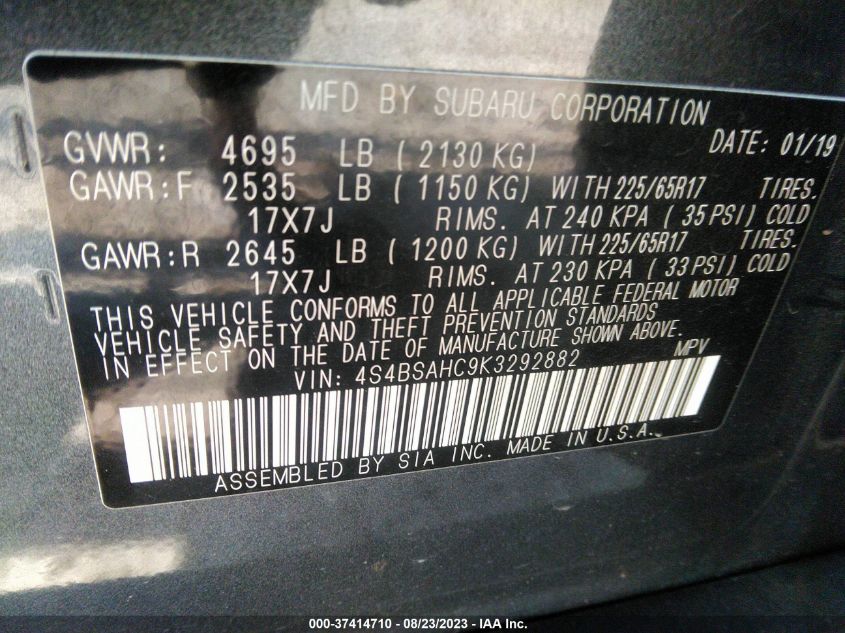 MFD BY SUBARU CORPORATION
GVWR: 4695 LB ( 2130 KG) DATE: 01/19
GAWR:F 2535 LB ( 1150 KG) WITH 225/65R17 TIRES.
17X7J RIMS. AT 240 KPA ( 35 PSI) COLD
GAWR:R 2645 LB ( 1200 KG) WITH 225/65R17 TIRES.
17X7J RIMS. AT 230 KPA ( 33 PSI) COLD
THIS VEHICLE CONFORMS TO ALL APPLICABLE FEDERAL MOTOR
VEHICLE SAFETY AND THEFT PREVENTION STANDARDS
IN EFFECT ON THE DATE OF MANUFACTURE SHOWN ABOVE.
VIN: 4S4BSAHC9K3292882 MPV
ASSEMBLED BY SIA INC. MADE IN U.S.A.
000-37414710 - 08/23/2023 - IAA Inc.